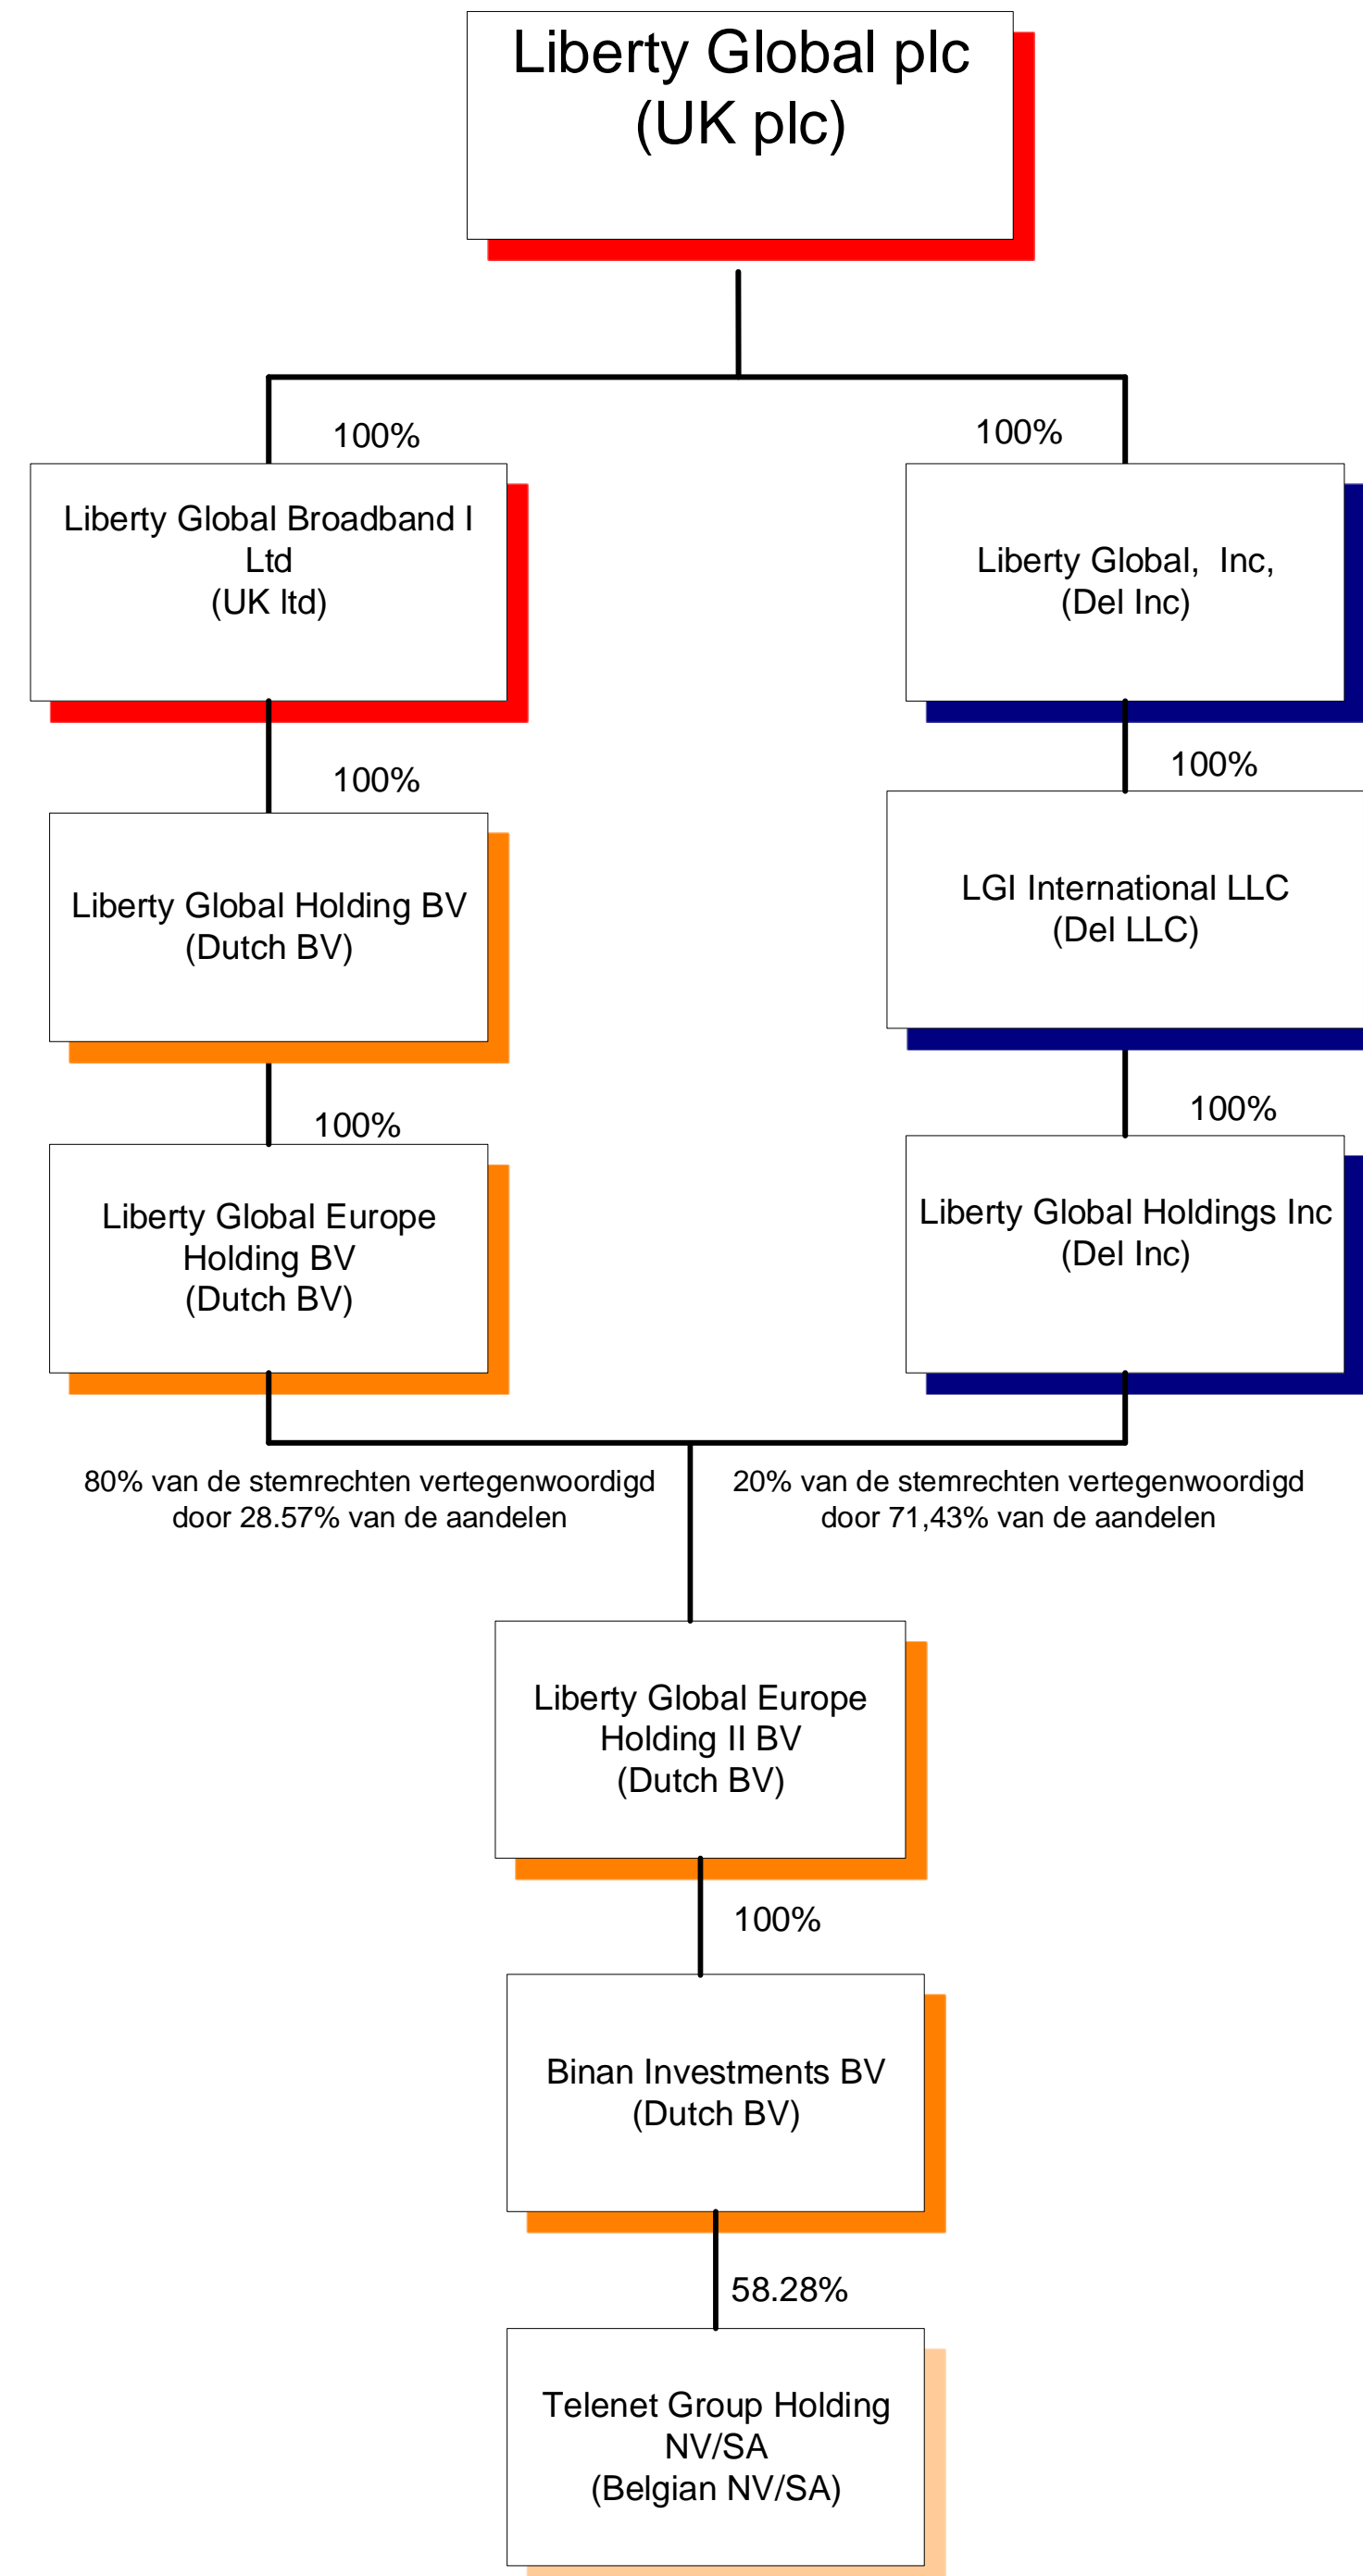 Liberty Global plc
(UK plc)
100%
100%
Liberty Global Broadband I
Ltd
(UK ltd)
Liberty Global,  Inc,
(Del Inc)
100%
100%
Liberty Global Holding BV
(Dutch BV)
LGI International LLC
(Del LLC)
100%
100%
Liberty Global Europe
Holding BV
(Dutch BV)
Liberty Global Holdings Inc
(Del Inc)
80% van de stemrechten vertegenwoordigd
door 28.57% van de aandelen
20% van de stemrechten vertegenwoordigd
door 71,43% van de aandelen
Liberty Global Europe
Holding II BV
(Dutch BV)
100%
Binan Investments BV
(Dutch BV)
58.28%
Telenet Group Holding
NV/SA
(Belgian NV/SA)